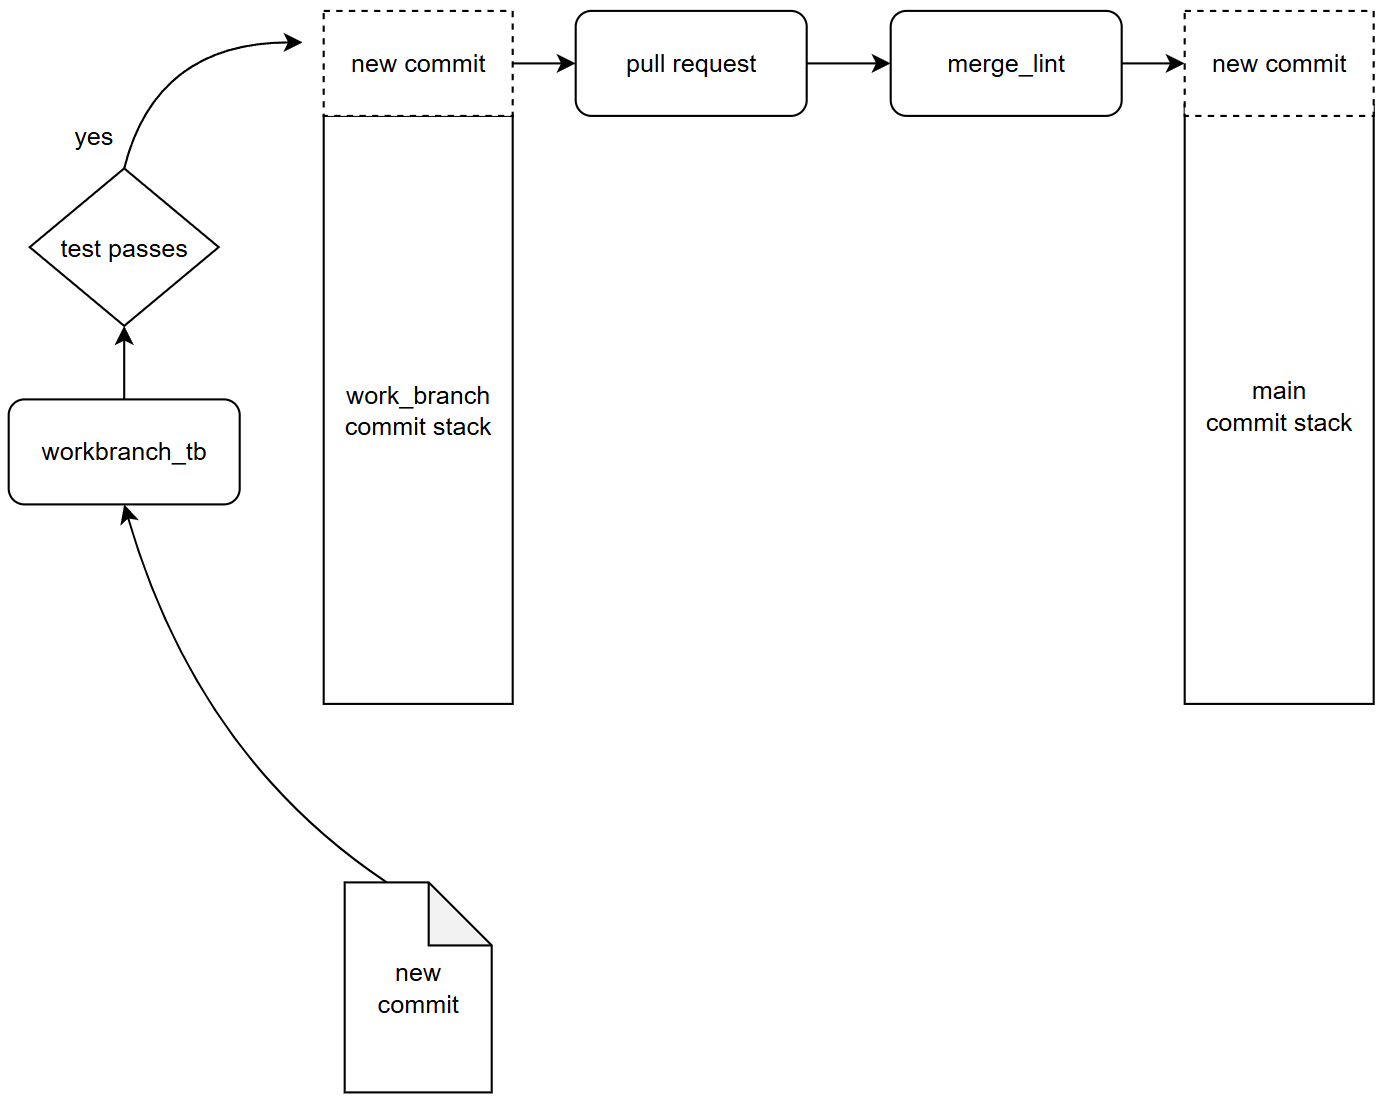 new commit
pull request
merge_lint
new commit
yes
test passes
work_branch
commit stack
main
commit stack
workbranch_tb
new
commit